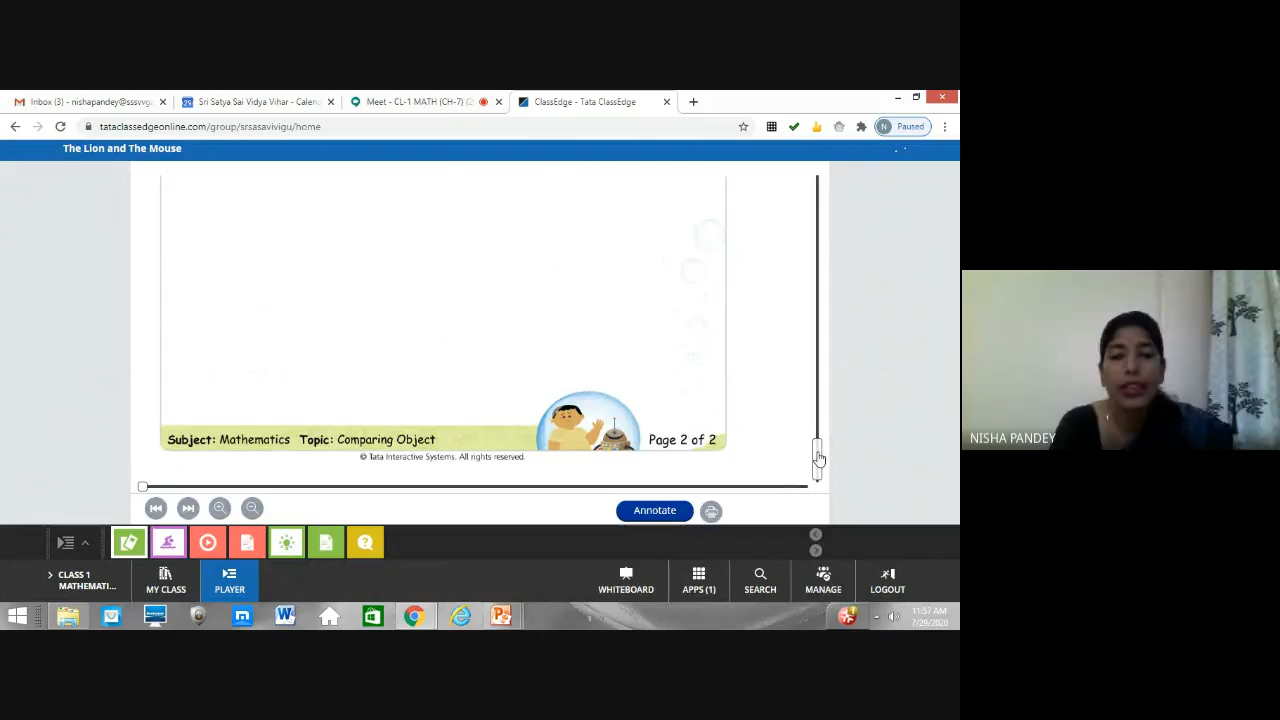 Inbox (3) - nishapandey@sssvvg
Sri Satya Sai Vidya Vihar - Calend
Meet - CL-1 MATH (CH-7) (2
ClassEdge - Tata ClassEdge
tataclassedgeonline.com/group/srsasavivigu/home
N Paused
The Lion and The Mouse
Subject: Mathematics Topic: Comparing Object
Page 2 of 2
© Tata Interactive Systems. All rights reserved.
Annotate
CLASS 1
MATHEMATI...
MY CLASS
PLAYER
WHITEBOARD
APPS (1)
SEARCH
MANAGE
LOGOUT
11:57 AM
7/29/2020
NISHA PANDEY